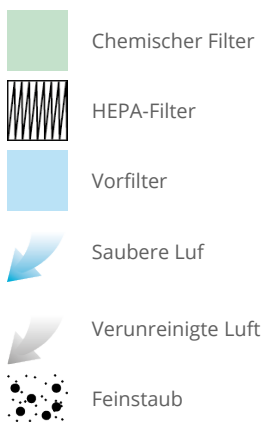 Chemischer Filter
HEPA-Filter
Vorfilter
Saubere Luf
Verunreinigte Luft
Feinstaub